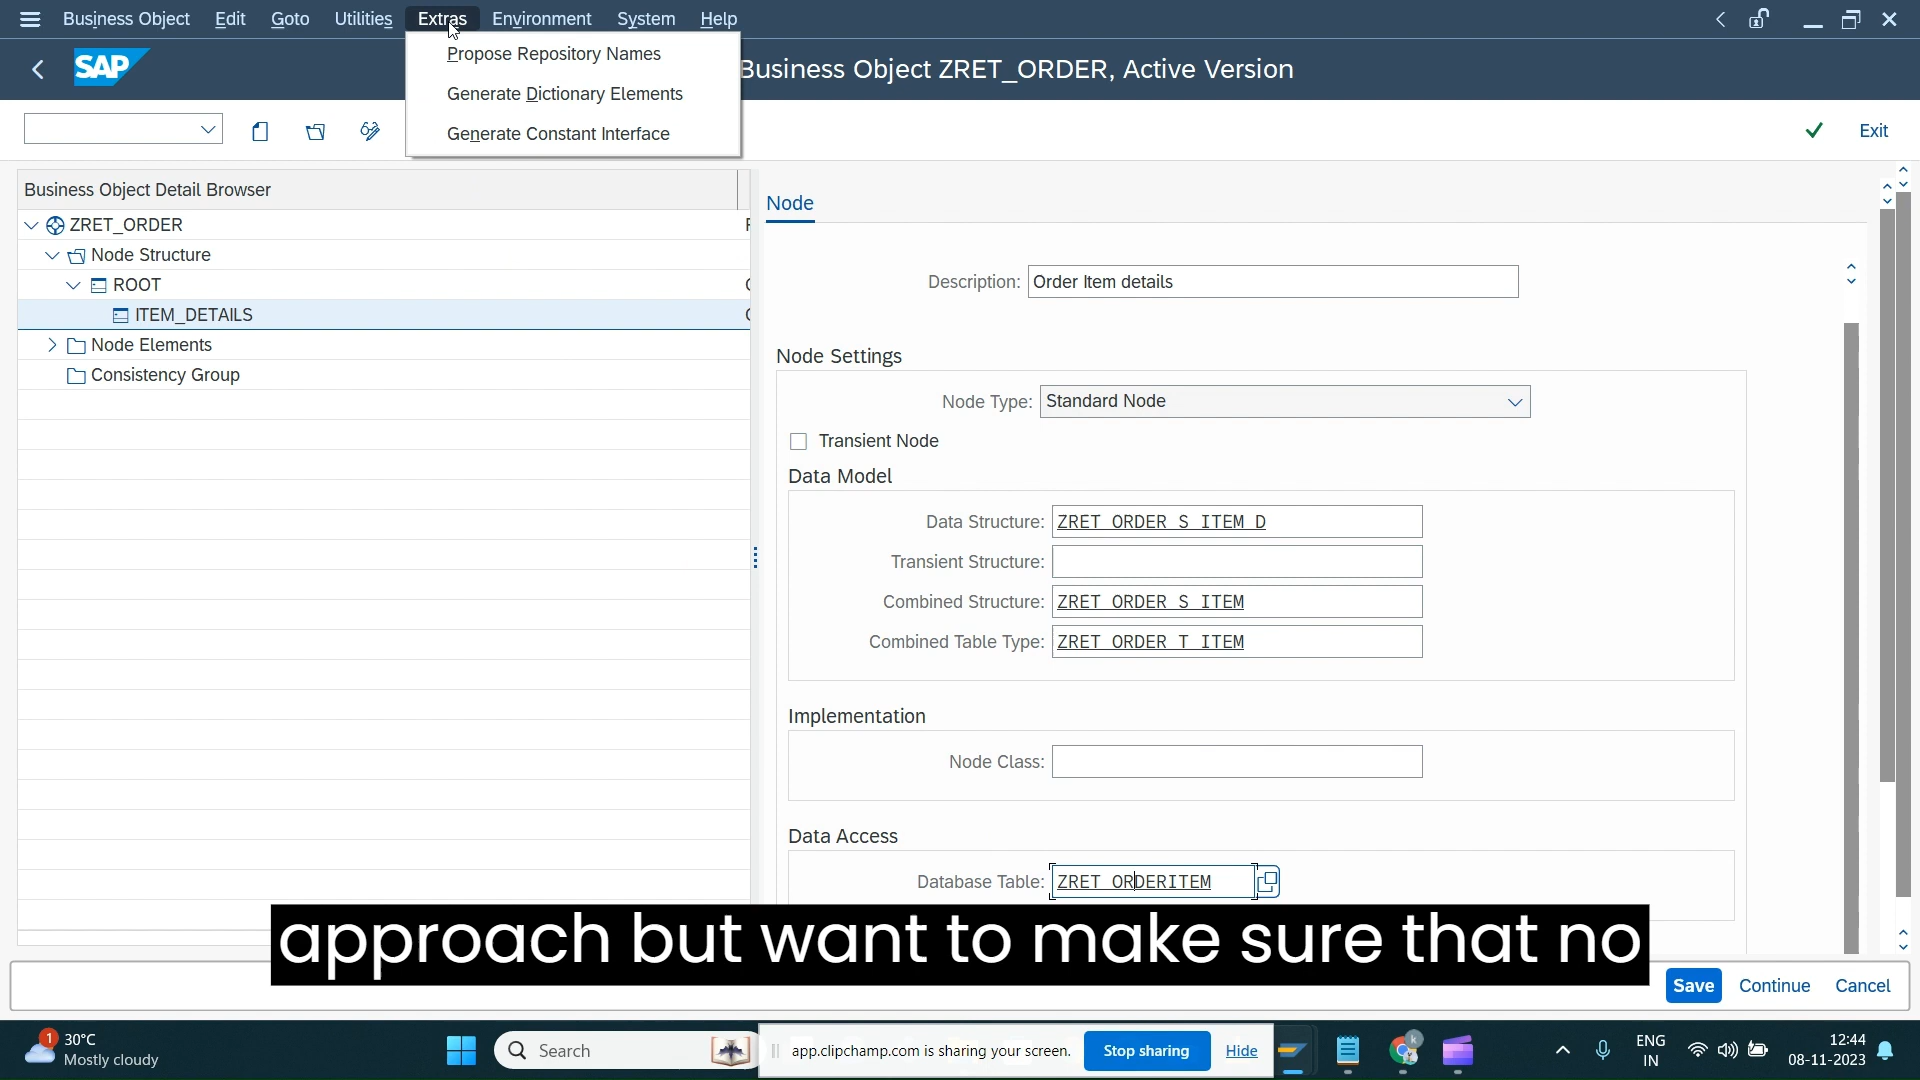 Business Object Edit Goto Utilities Extras Environment System Help
Propose Repository Names
Generate Dictionary Elements
Generate Constant Interface
SAP
Business Object ZRET_ORDER, Active Version
Exit
Business Object Detail Browser
ZRET_ORDER
Node Structure
ROOT
ITEM_DETAILS
Node Elements
Consistency Group
Node
Description: Order Item details
Node Settings
Node Type: Standard Node
Transient Node
Data Model
Data Structure: ZRET_ORDER_S_ITEM_D
Transient Structure:
Combined Structure: ZRET_ORDER_S_ITEM
Combined Table Type: ZRET_ORDER_T_ITEM
Implementation
Node Class:
Data Access
Database Table: ZRET_ORDERITEM
approach but want to make sure that no
Save Continue Cancel
1
30°C
Mostly cloudy
Search
app.clipchamp.com is sharing your screen. Stop sharing Hide
ENG
IN
12:44
08-11-2023